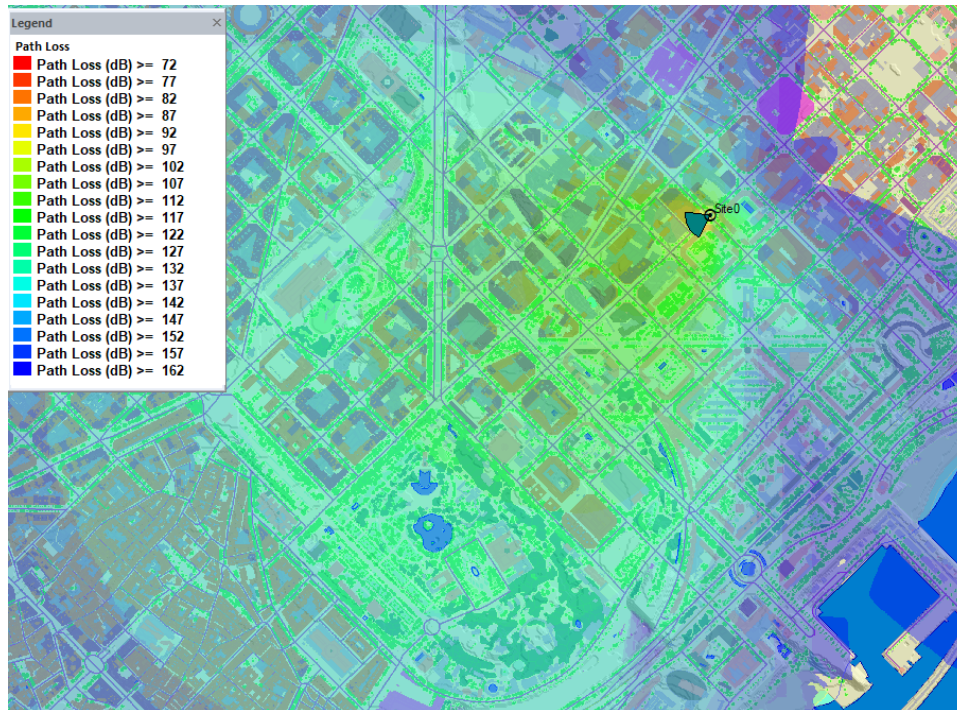 Legend
Path Loss
Path Loss (dB) >= 72
Path Loss (dB) >= 77
Path Loss (dB) >= 82
Path Loss (dB) >= 87
Path Loss (dB) >= 92
Path Loss (dB) >= 97
Path Loss (dB) >= 102
Path Loss (dB) >= 107
Path Loss (dB) >= 112
Path Loss (dB) >= 117
Path Loss (dB) >= 122
Path Loss (dB) >= 127
Path Loss (dB) >= 132
Path Loss (dB) >= 137
Path Loss (dB) >= 142
Path Loss (dB) >= 147
Path Loss (dB) >= 152
Path Loss (dB) >= 157
Path Loss (dB) >= 162
Site0